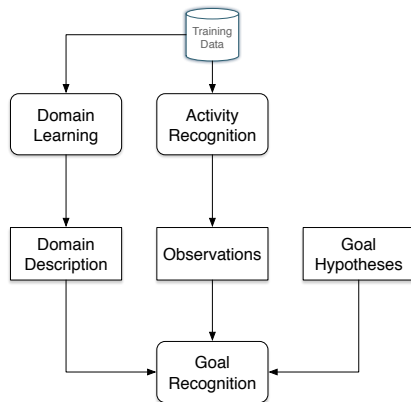 Training
Data
Domain
Learning
Activity
Recognition
Domain
Description
Observations
Goal
Hypotheses
Goal
Recognition